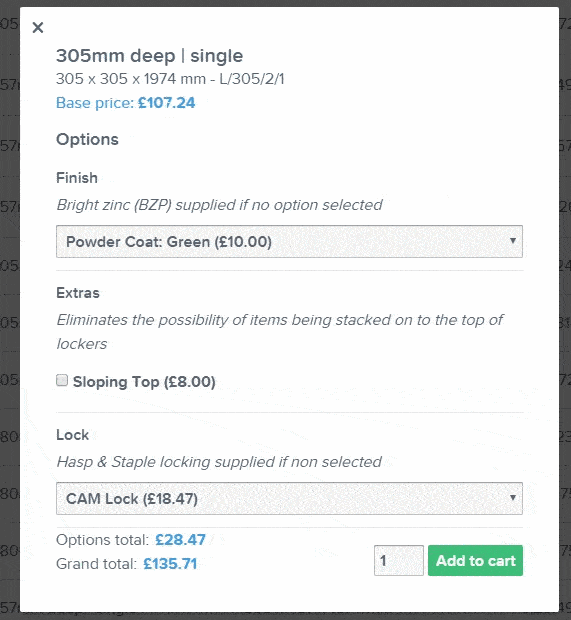 ×
305mm deep | single
305 x 305 x 1974 mm - L/305/2/1
Base price: £107.24
Options
Finish
Bright zinc (BZP) supplied if no option selected
Powder Coat: Green (£10.00)
Extras
Eliminates the possibility of items being stacked on to the top of
lockers
Sloping Top (£8.00)
Lock
Hasp & Staple locking supplied if non selected
CAM Lock (£18.47)
Options total: £28.47
Grand total: £135.71
1
Add to cart